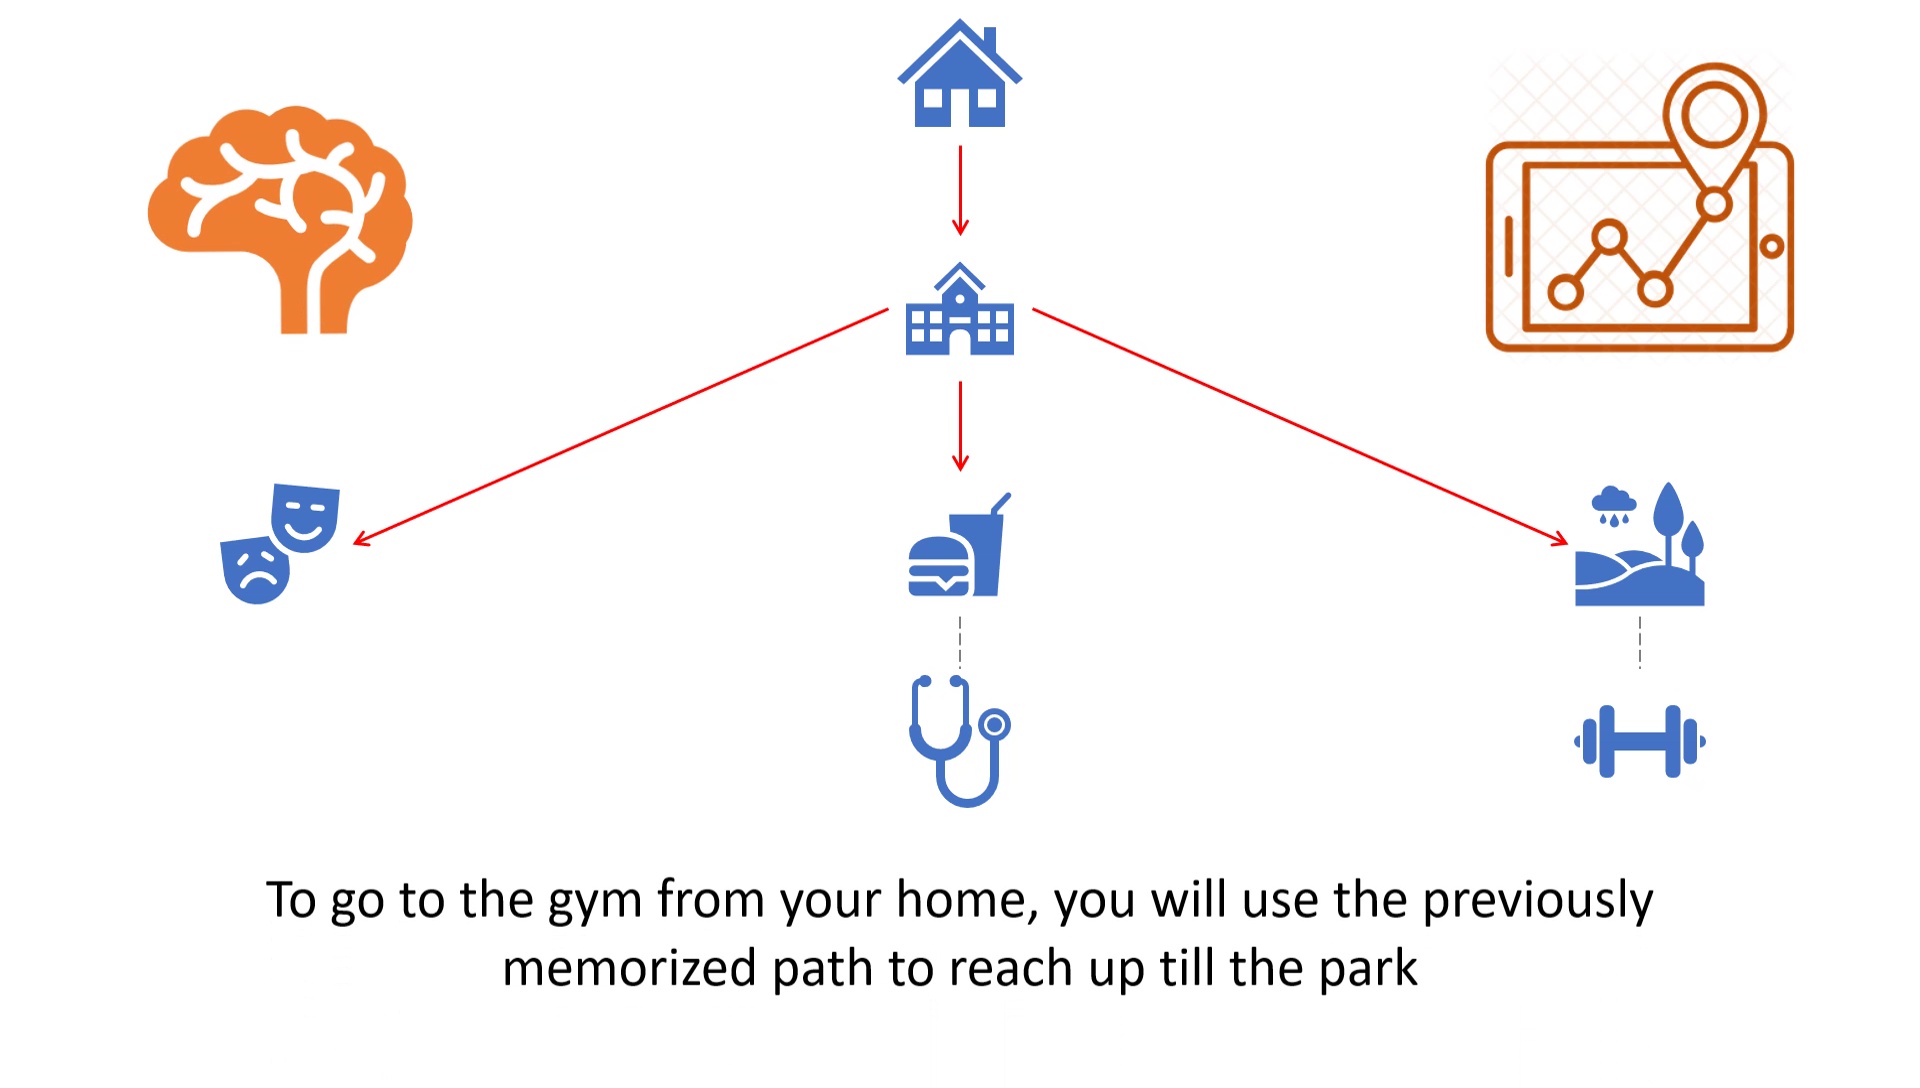 To go to the gym from your home, you will use the previously
memorized path to reach up till the park